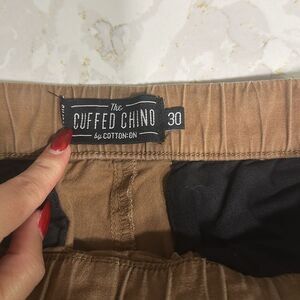 The
CUFFED CHINO
by COTTON:ON
30